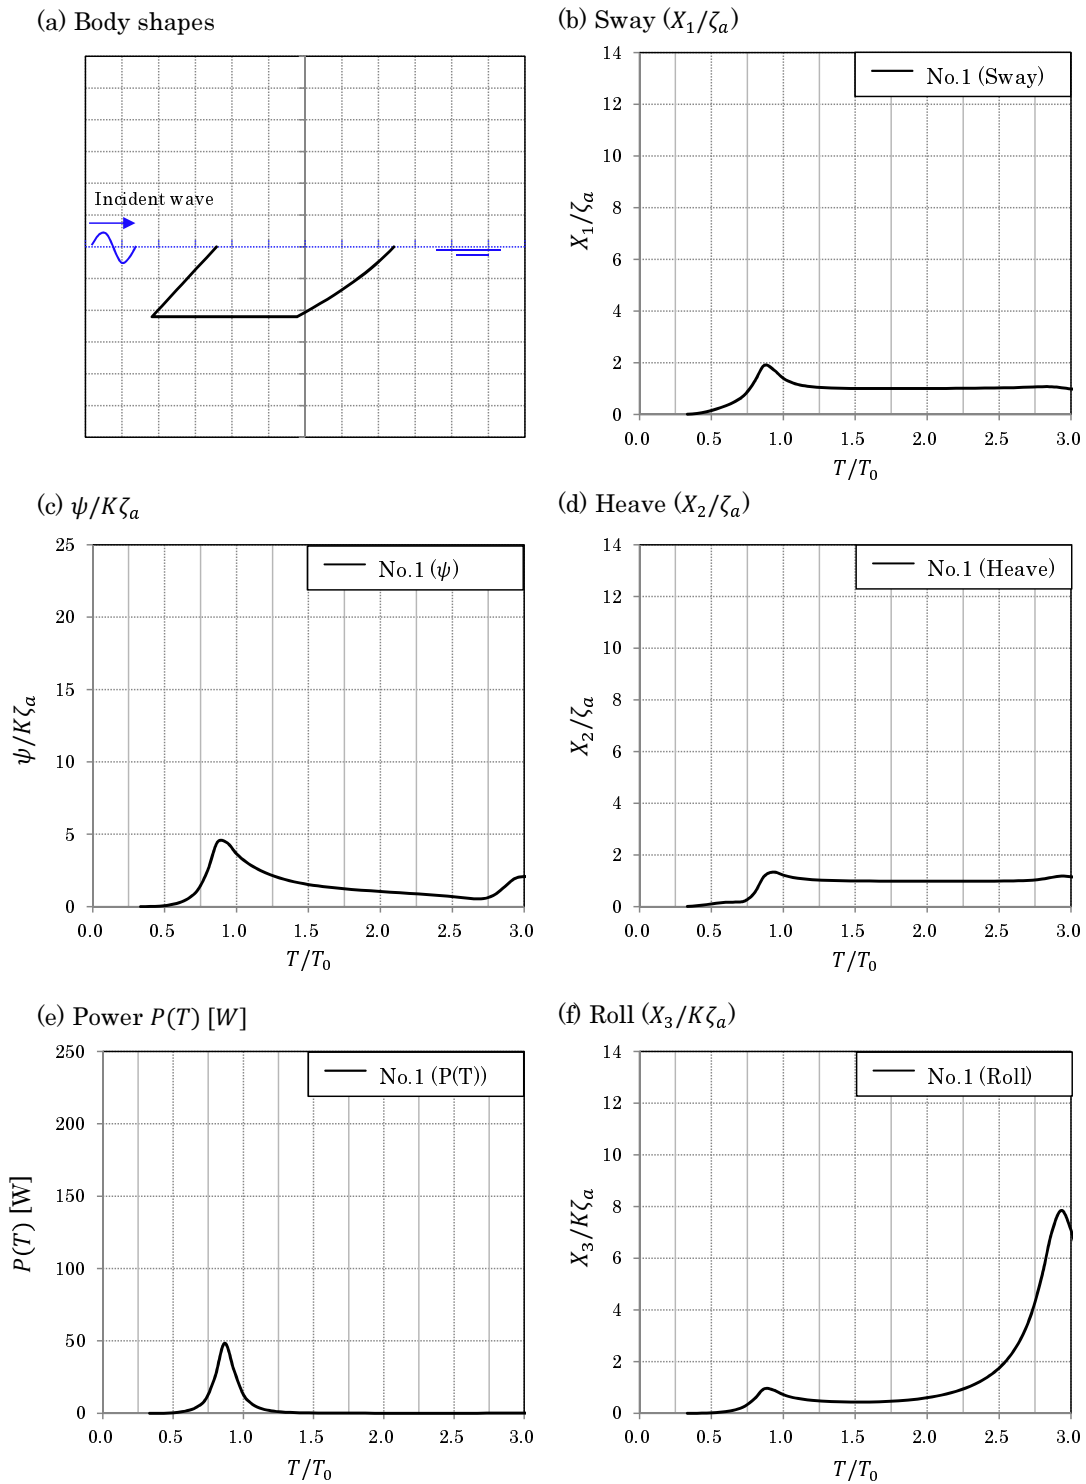 (a) Body shapes
Incident wave
(b) Sway (X₁/ζₐ)
No.1 (Sway)
X₁/ζₐ
14
12
10
8
6
4
2
0
0.0 0.5 1.0 1.5 2.0 2.5 3.0
T/T₀
(c) ψ/Kζₐ
No.1 (ψ)
ψ/Kζₐ
25
20
15
10
5
0
0.0 0.5 1.0 1.5 2.0 2.5 3.0
T/T₀
(d) Heave (X₂/ζₐ)
No.1 (Heave)
X₂/ζₐ
14
12
10
8
6
4
2
0
0.0 0.5 1.0 1.5 2.0 2.5 3.0
T/T₀
(e) Power P(T) [W]
No.1 (P(T))
P(T) [W]
250
200
150
100
50
0
0.0 0.5 1.0 1.5 2.0 2.5 3.0
T/T₀
(f) Roll (X₃/Kζₐ)
No.1 (Roll)
X₃/Kζₐ
14
12
10
8
6
4
2
0
0.0 0.5 1.0 1.5 2.0 2.5 3.0
T/T₀